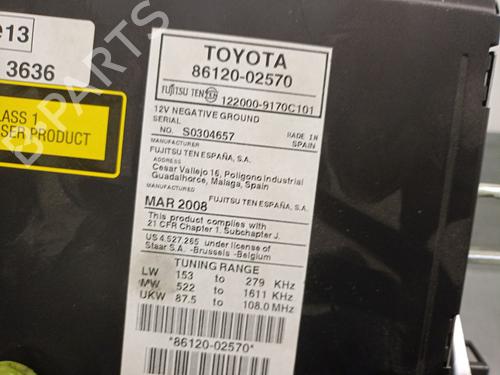 e13
3636
CLASS 1
LASER PRODUCT
B-PARTS
TOYOTA
86120-02570
FUJITSU TEN 122000-9170C101
12V NEGATIVE GROUND
SERIAL
NO. S0304657 MADE IN SPAIN
MANUFACTURER
FUJITSU TEN ESPAÑA, S.A.
ADDRESS
Cesar Vallejo 16, Poligono Industrial
Guadalhorce, Malaga, Spain
MANUFACTURED FUJITSU TEN ESPAÑA, S.A.
MAR 2008
This product complies with
21 CFR Chapter 1. Subchapter J.
US 4.527.265 under license of
Staar S.A. -Brussels -Belgium
TUNING RANGE
LW 153 to 279 KHz
MW 522 to 1611 KHz
UKW 87.5 to 108.0 MHz
*86120-02570*